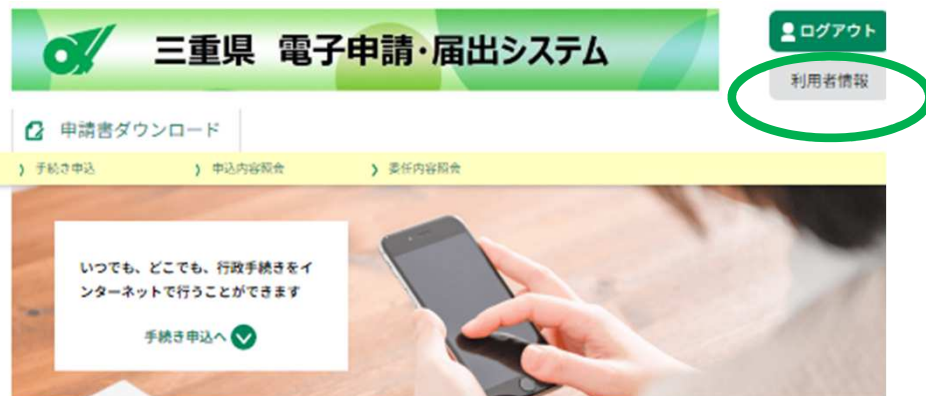 三重県 電子申請・届出システム
ログアウト
利用者情報
申請書ダウンロード
手続き申込
申込内容照会
委任内容照会
いつでも、どこでも、行政手続きをイ
ンターネットで行うことができます
手続き申込へ